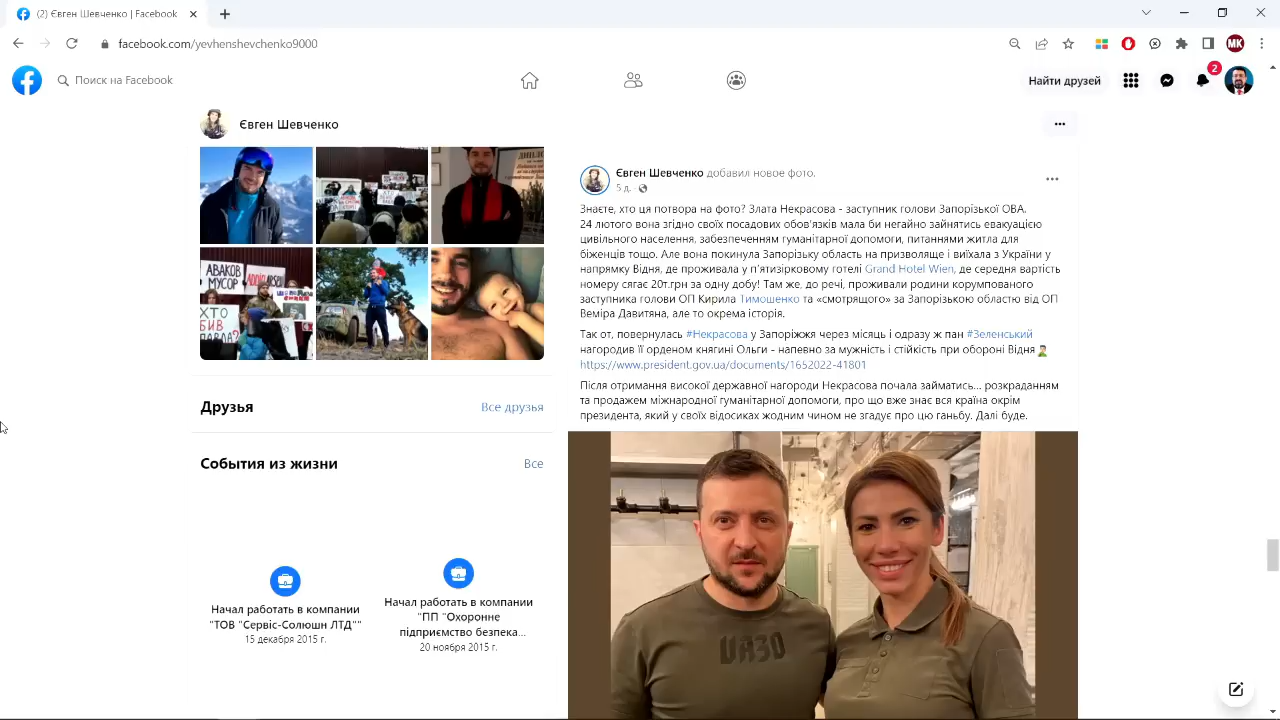 (2) Євген Шевченко | Facebook
facebook.com/yevhenshevchenko9000
MK
Поиск на Facebook
Найти друзей
2
Євген Шевченко
АВАКОВ
МУСОР
ХТО
БИВ
ПАВЛА?
Друзья
Все друзья
События из жизни
Все
Начал работать в компании
"ТОВ "Сервіс-Солюшн ЛТД""
15 декабря 2015 г.
Начал работать в компании
"ПП "Охоронне
підприємство безпека...
20 ноября 2015 г.
Євген Шевченко добавил новое фото.
5 д. ·
Знаєте, хто ця потвора на фото? Злата Некрасова - заступник голови Запорізької ОВА.
24 лютого вона згідно своїх посадових обов'язків мала би негайно зайнятись евакуацією
цивільного населення, забезпеченням гуманітарної допомоги, питаннями житла для
біженців тощо. Але вона покинула Запорізьку область на призволяще і виїхала з України у
напрямку Відня, де проживала у п'ятизірковому готелі Grand Hotel Wien, де середня вартість
номеру сягає 20т.грн за одну добу! Там же, до речі, проживали родини корумпованого
заступника голови ОП Кирила Тимошенко та «смотрящого» за Запорізькою областю від ОП
Веміра Давитяна, але то окрема історія.
Так от, повернулась #Некрасова у Запоріжжя через місяць і одразу ж пан #Зеленський
нагородив її орденом княгині Ольги - напевно за мужність і стійкість при обороні Відня🤦‍♂️
https://www.president.gov.ua/documents/1652022-41801
Після отримання високої державної нагороди Некрасова почала займатись... розкраданням
та продажем міжнародної гуманітарної допомоги, про що вже знає вся країна окрім
президента, який у своїх відосиках жодним чином не згадує про цю ганьбу. Далі буде.